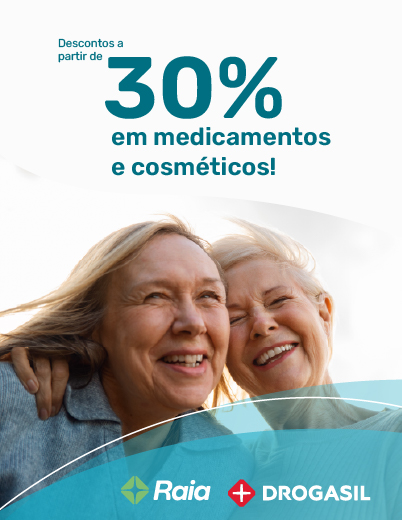 Descontos a
partir de
30%
em medicamentos
e cosméticos!
Raia
DROGASIL